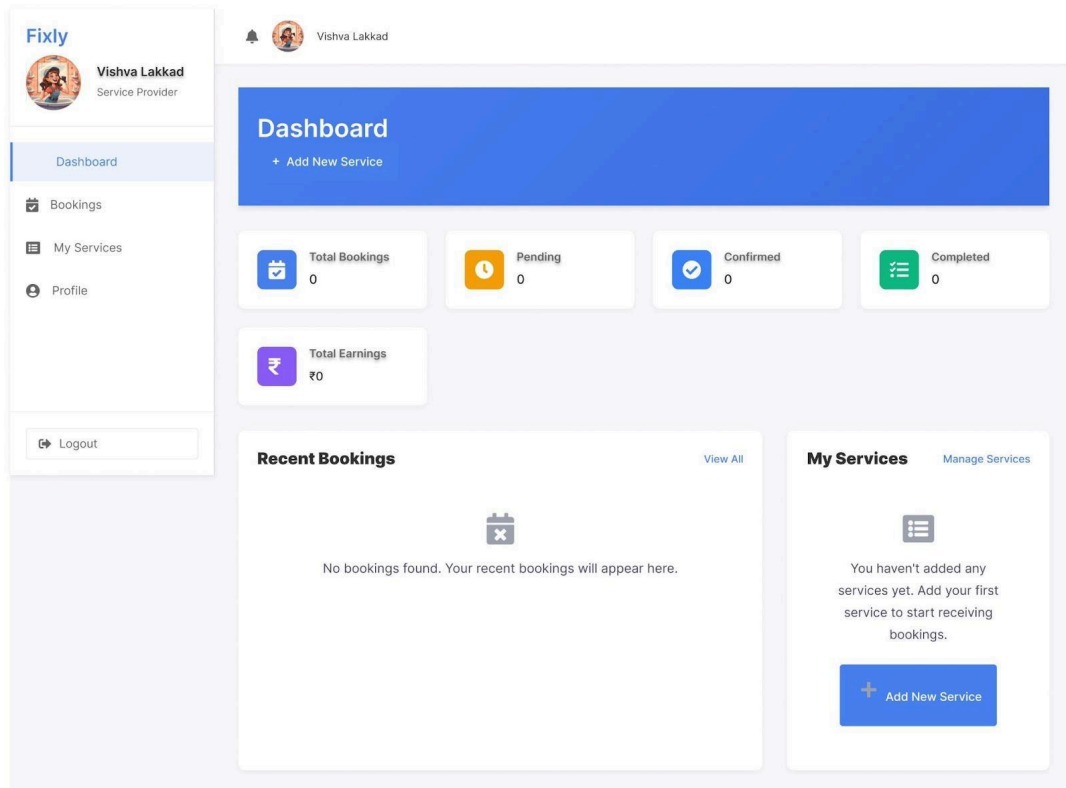 Fixly
Vishva Lakkad
Service Provider
Dashboard
Bookings
My Services
Profile
Logout
Vishva Lakkad
Dashboard
+ Add New Service
Total Bookings
0
Pending
0
Confirmed
0
Completed
0
Total Earnings
₹0
Recent Bookings
View All
No bookings found. Your recent bookings will appear here.
My Services
Manage Services
You haven't added any
services yet. Add your first
service to start receiving
bookings.
+ Add New Service